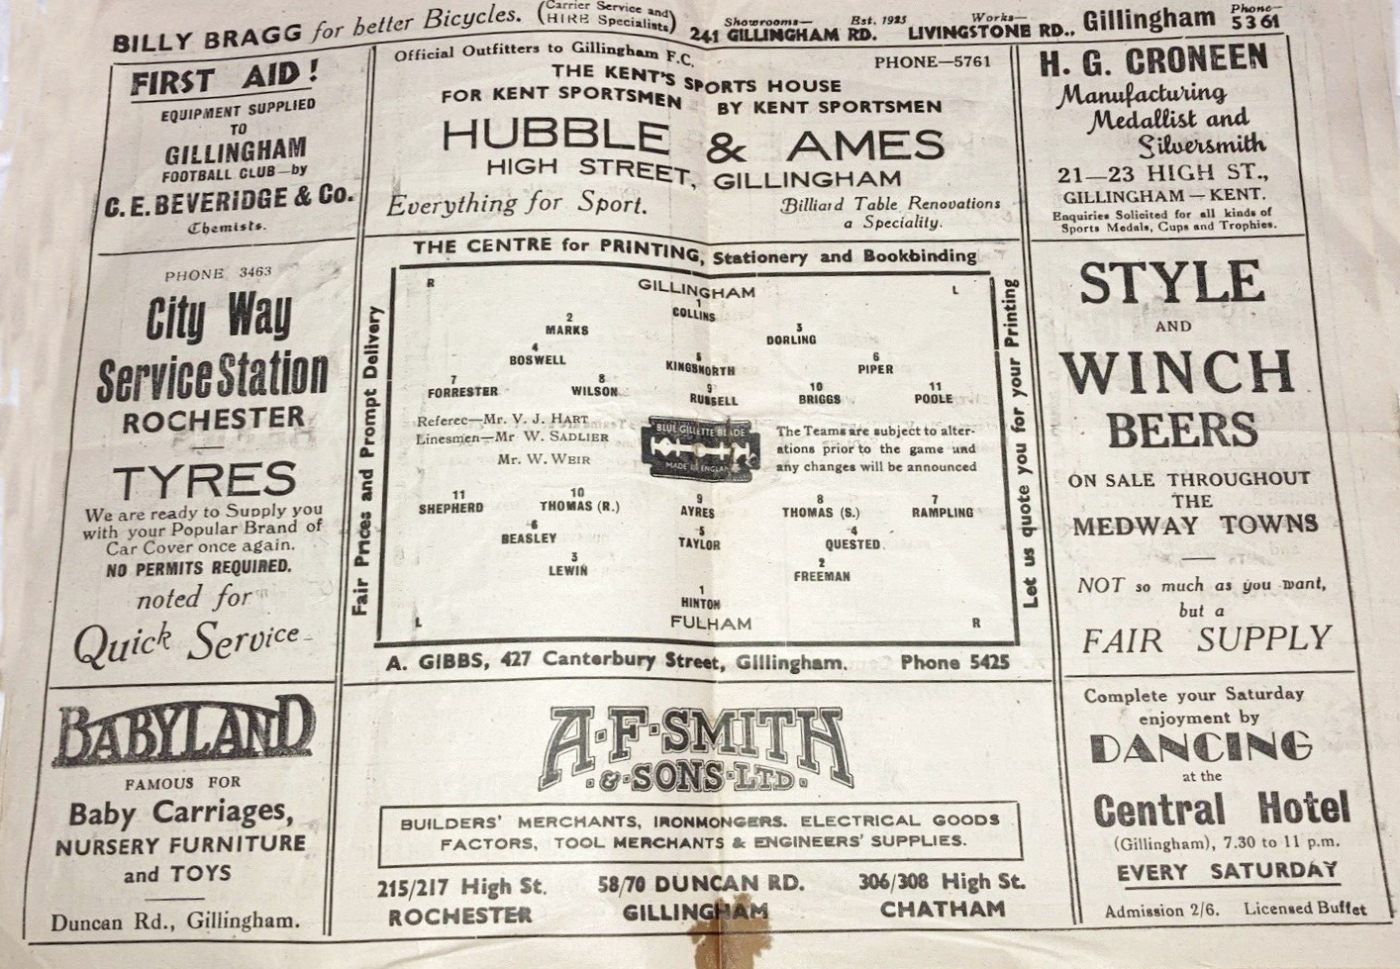 BILLY BRAGG for better Bicycles. (Carrier Service and HIRE Specialists) Showrooms— 241 GILLINGHAM RD. Est. 1925 Works— LIVINGSTONE RD., Gillingham Phone— 5361
FIRST AID!
EQUIPMENT SUPPLIED
TO
GILLINGHAM
FOOTBALL CLUB—by
C. E. BEVERIDGE & Co.
Chemists.
Official Outfitters to Gillingham F.C.
PHONE—5761
THE KENT'S SPORTS HOUSE
FOR KENT SPORTSMEN BY KENT SPORTSMEN
HUBBLE & AMES
HIGH STREET, GILLINGHAM
Everything for Sport.
Billiard Table Renovations
a Speciality.
H. G. CRONEEN
Manufacturing
Medallist and
Silversmith
21—23 HIGH ST.,
GILLINGHAM — KENT.
Enquiries Solicited for all kinds of
Sports Medals, Cups and Trophies.
PHONE 3463
City Way
Service Station
ROCHESTER
TYRES
We are ready to Supply you
with your Popular Brand of
Car Cover once again.
NO PERMITS REQUIRED.
noted for
Quick Service
THE CENTRE for PRINTING, Stationery and Bookbinding
Fair Prices and Prompt Delivery
R GILLINGHAM L
1
COLLINS
2 3
MARKS DORLING
4 5 6
BOSWELL KINGSNORTH PIPER
7 8 9 10 11
FORRESTER WILSON RUSSELL BRIGGS POOLE
Referee—Mr. V. J. HART
Linesmen—Mr W. SADLIER
Mr. W. WEIR
BLUE GILLETTE BLADE
MADE IN ENGLAND
The Teams are subject to alter-
ations prior to the game and
any changes will be announced
11 10 9 8 7
SHEPHERD THOMAS (R.) AYRES THOMAS (S.) RAMPLING
6 5 4
BEASLEY TAYLOR QUESTED
3 2
LEWIN FREEMAN
1
HINTON
L FULHAM R
Let us quote you for your Printing
A. GIBBS, 427 Canterbury Street, Gillingham. Phone 5425
STYLE
AND
WINCH
BEERS
ON SALE THROUGHOUT
THE
MEDWAY TOWNS
NOT so much as you want,
but a
FAIR SUPPLY
BABYLAND
FAMOUS FOR
Baby Carriages,
NURSERY FURNITURE
and TOYS
Duncan Rd., Gillingham.
A·F·SMITH
·&·SONS·LTD·
BUILDERS' MERCHANTS, IRONMONGERS. ELECTRICAL GOODS
FACTORS, TOOL MERCHANTS & ENGINEERS' SUPPLIES.
215/217 High St. 58/70 DUNCAN RD. 306/308 High St.
ROCHESTER GILLINGHAM CHATHAM
Complete your Saturday
enjoyment by
DANCING
at the
Central Hotel
(Gillingham), 7.30 to 11 p.m.
EVERY SATURDAY
Admission 2/6. Licensed Buffet